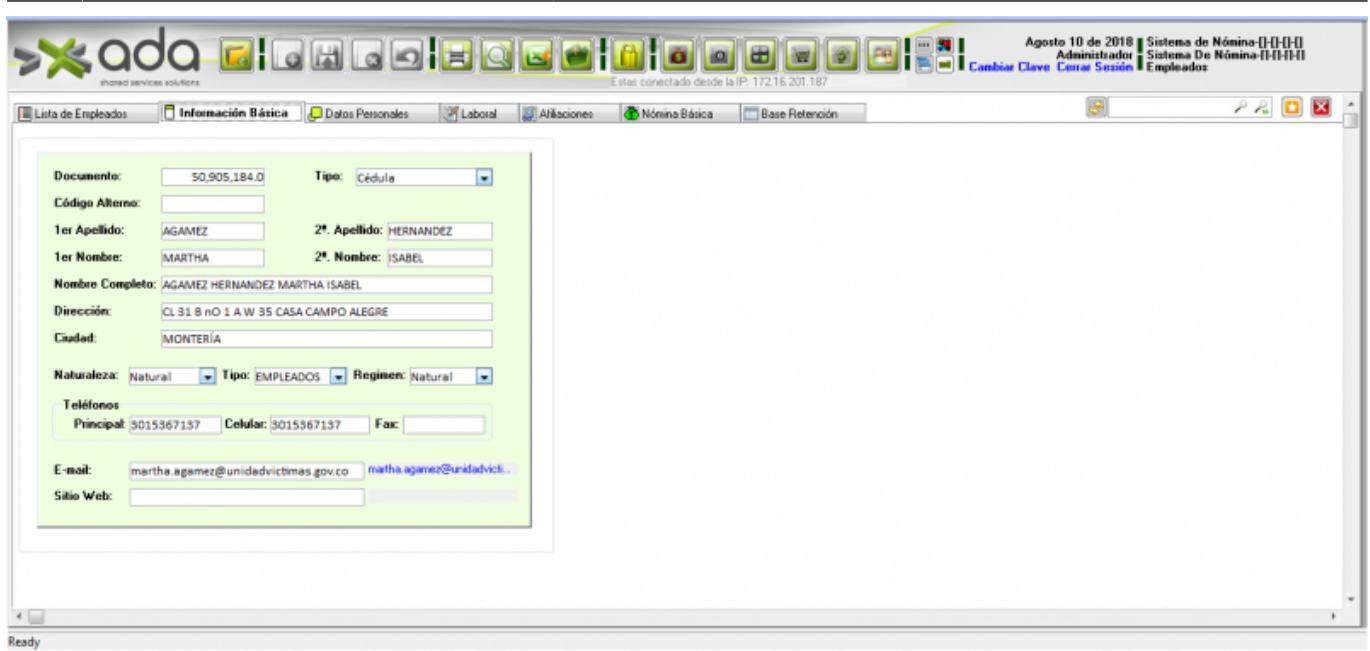 ada
shared services solutions
Estas conectado desde la IP: 172.16.201.187
Agosto 10 de 2018 Sistema de Nómina-[]-[]-[]-[]
Administrador Sistema De Nómina-[]-[]-[]-[]
Cambiar Clave Cerrar Sesión Empleados
Lista de Empleados Información Básica Datos Personales Laboral Afiliaciones Nómina Básica Base Retención
Documento: 50,905,184.0 Tipo: Cédula
Código Alterno:
1er Apellido: AGAMEZ 2º. Apellido: HERNANDEZ
1er Nombre: MARTHA 2º. Nombre: ISABEL
Nombre Completo: AGAMEZ HERNANDEZ MARTHA ISABEL
Dirección: CL 31 B nO 1 A W 35 CASA CAMPO ALEGRE
Ciudad: MONTERÍA
Naturaleza: Natural Tipo: EMPLEADOS Regimen: Natural
Teléfonos
Principal: 3015367137 Celular: 3015367137 Fax:
E-mail: martha.agamez@unidadvictimas.gov.co martha.agamez@unidadvicti...
Sitio Web:
Ready